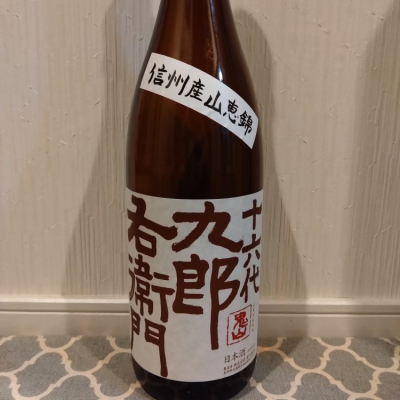 信州産山恵錦
十六代
九郎
右衛門
日本酒